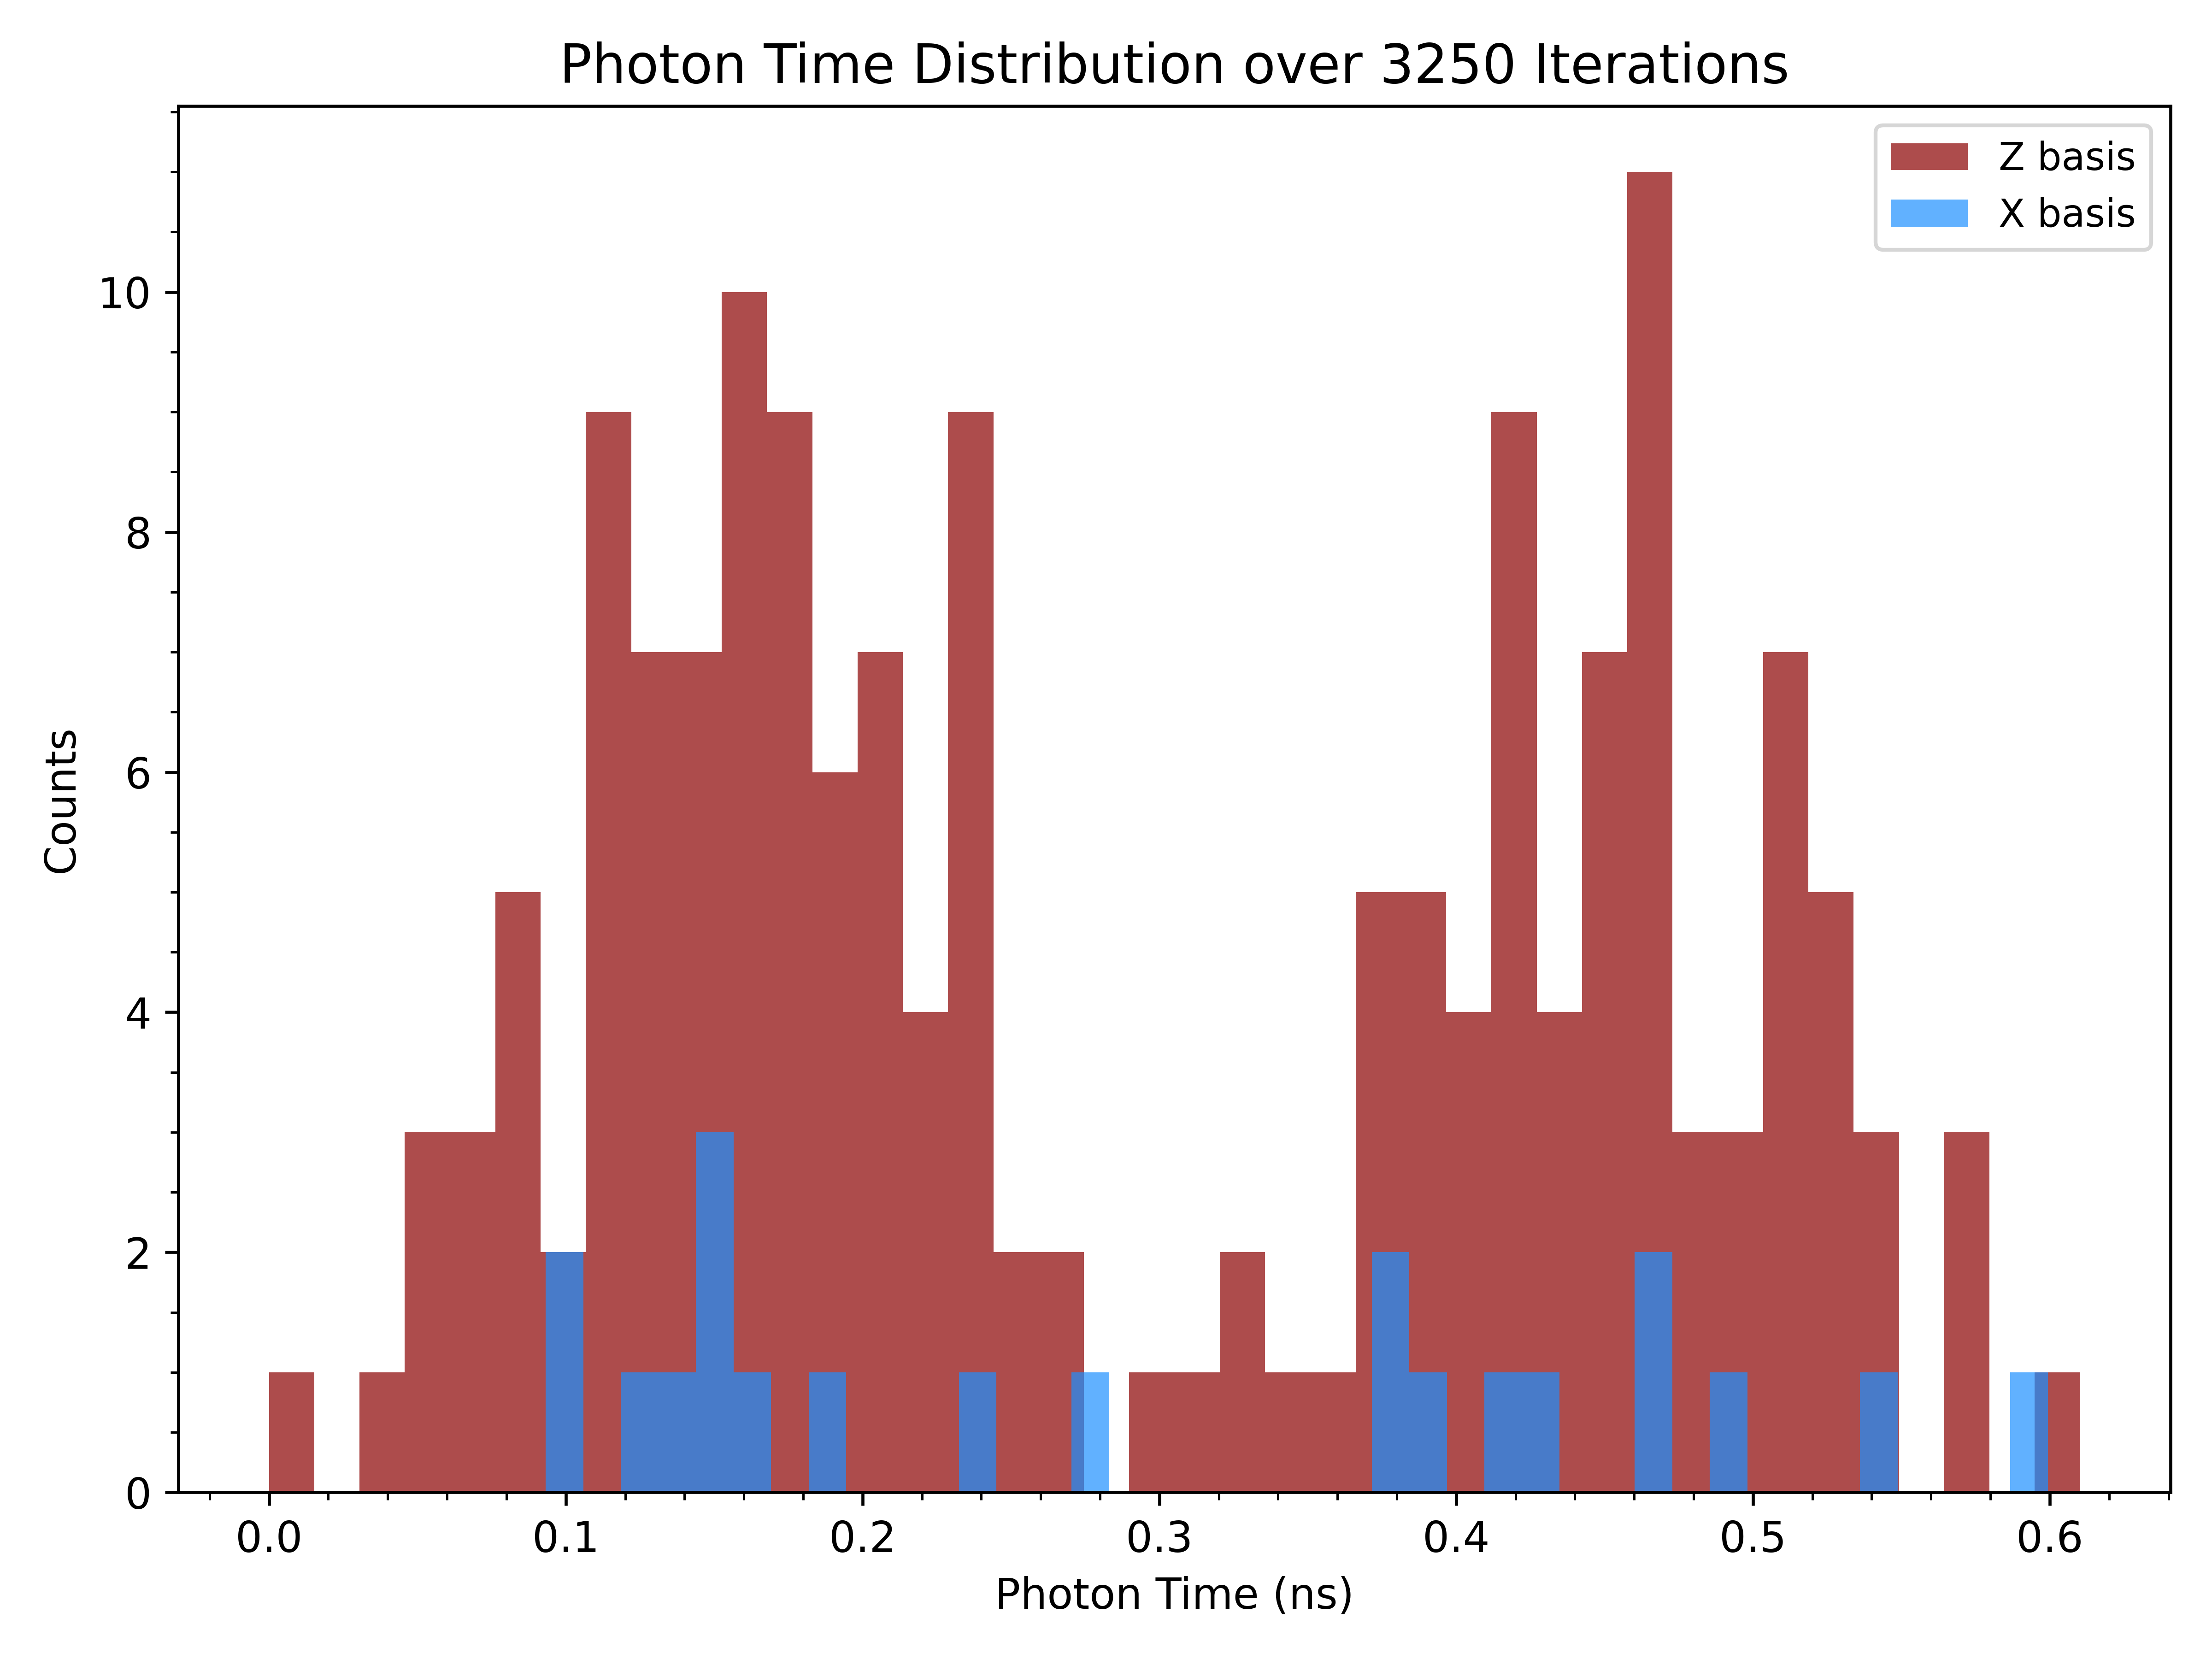 Photon Time Distribution over 3250 Iterations
Z basis
X basis
10
8
6
4
2
0
Counts
0.0 0.1 0.2 0.3 0.4 0.5 0.6
Photon Time (ns)